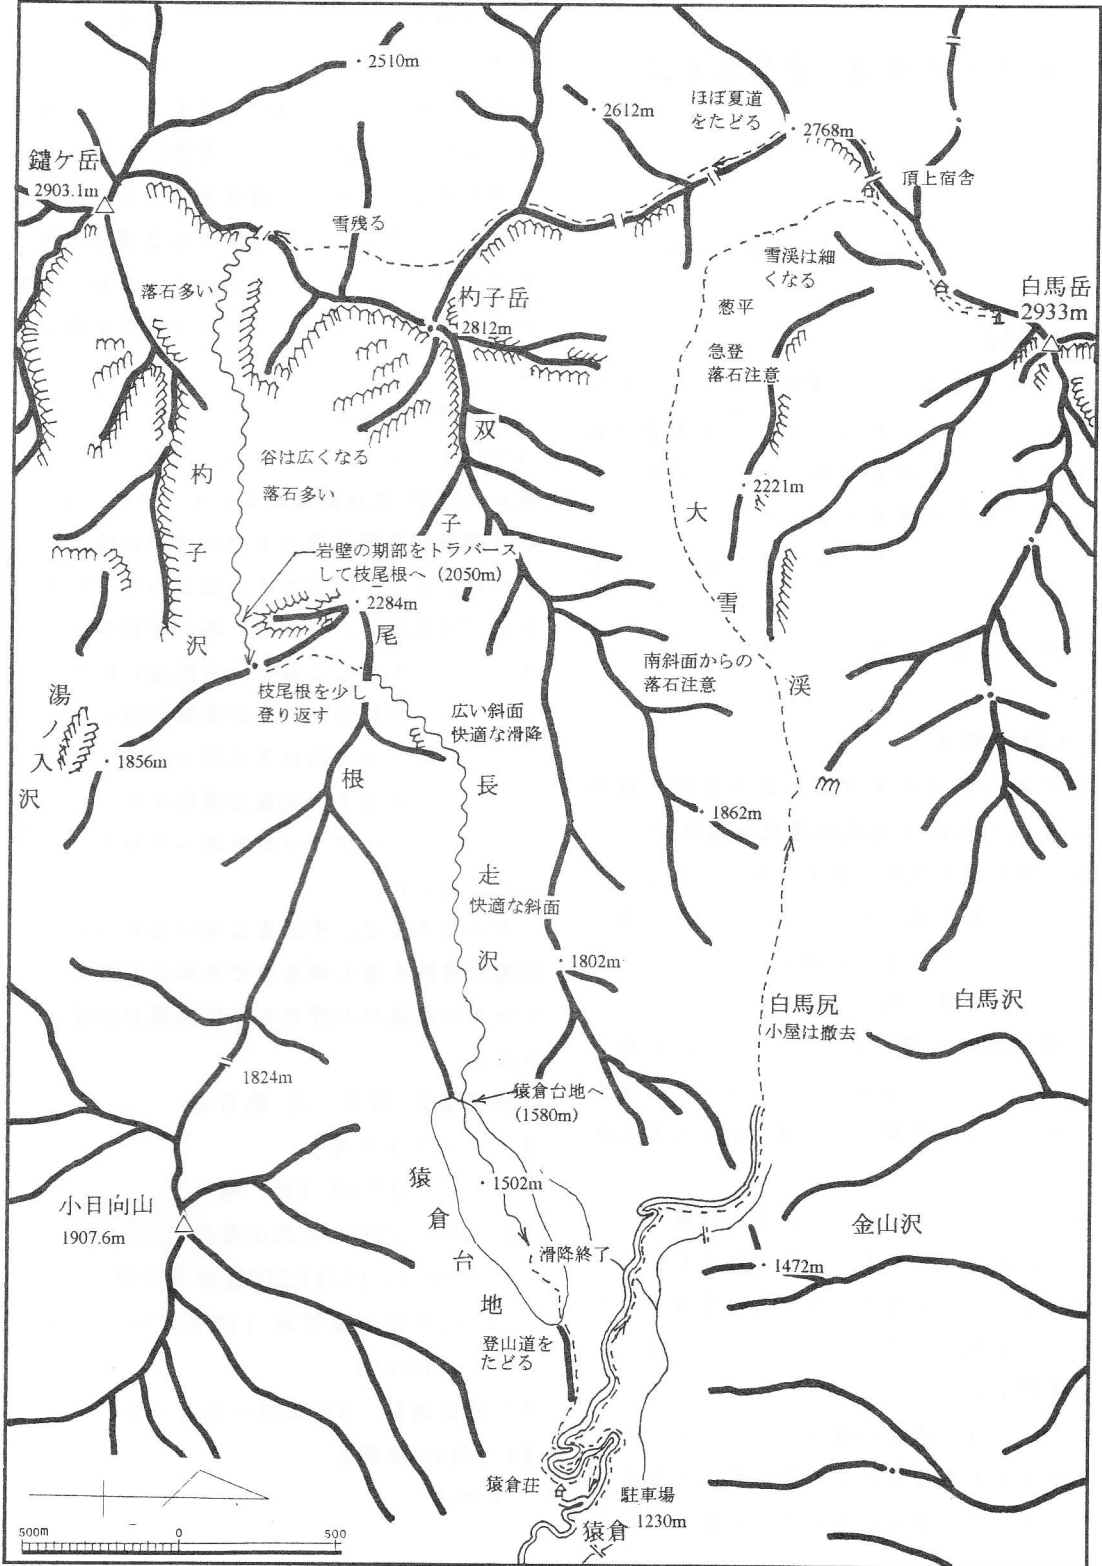 ・2510m
・2612m
ほぼ夏道
をたどる
・2768m
鑓ケ岳
2903.1m
頂上宿舎
雪残る
雪渓は細
くなる
落石多い
杓子岳
2812m
葱平
白馬岳
2933m
急登
落石注意
双子尾根
杓子沢
谷は広くなる
落石多い
・2221m
大雪渓
岩壁の期部をトラバース
して枝尾根へ（2050m）
・2284m
南斜面からの
落石注意
枝尾根を少し
登り返す
広い斜面
快適な滑降
湯ノ入沢
・1856m
長走沢
・1862m
快適な斜面
・1802m
白馬尻
小屋は撤去
白馬沢
1824m
猿倉台地へ
（1580m）
猿倉台地
・1502m
小日向山
1907.6m
金山沢
滑降終了
・1472m
登山道を
たどる
猿倉荘
駐車場
1230m
猿倉
500m 0 500